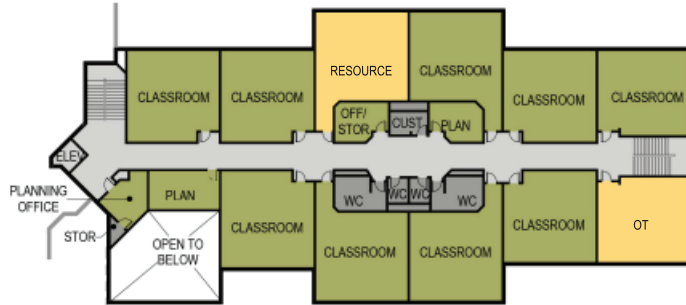 RESOURCE
CLASSROOM
CLASSROOM
CLASSROOM
CLASSROOM
CLASSROOM
OFF/
STOR
CUST
PLAN
ELEV
PLANNING
OFFICE
PLAN
WC
WC
WC
WC
STOR
OPEN TO
BELOW
CLASSROOM
CLASSROOM
CLASSROOM
CLASSROOM
OT